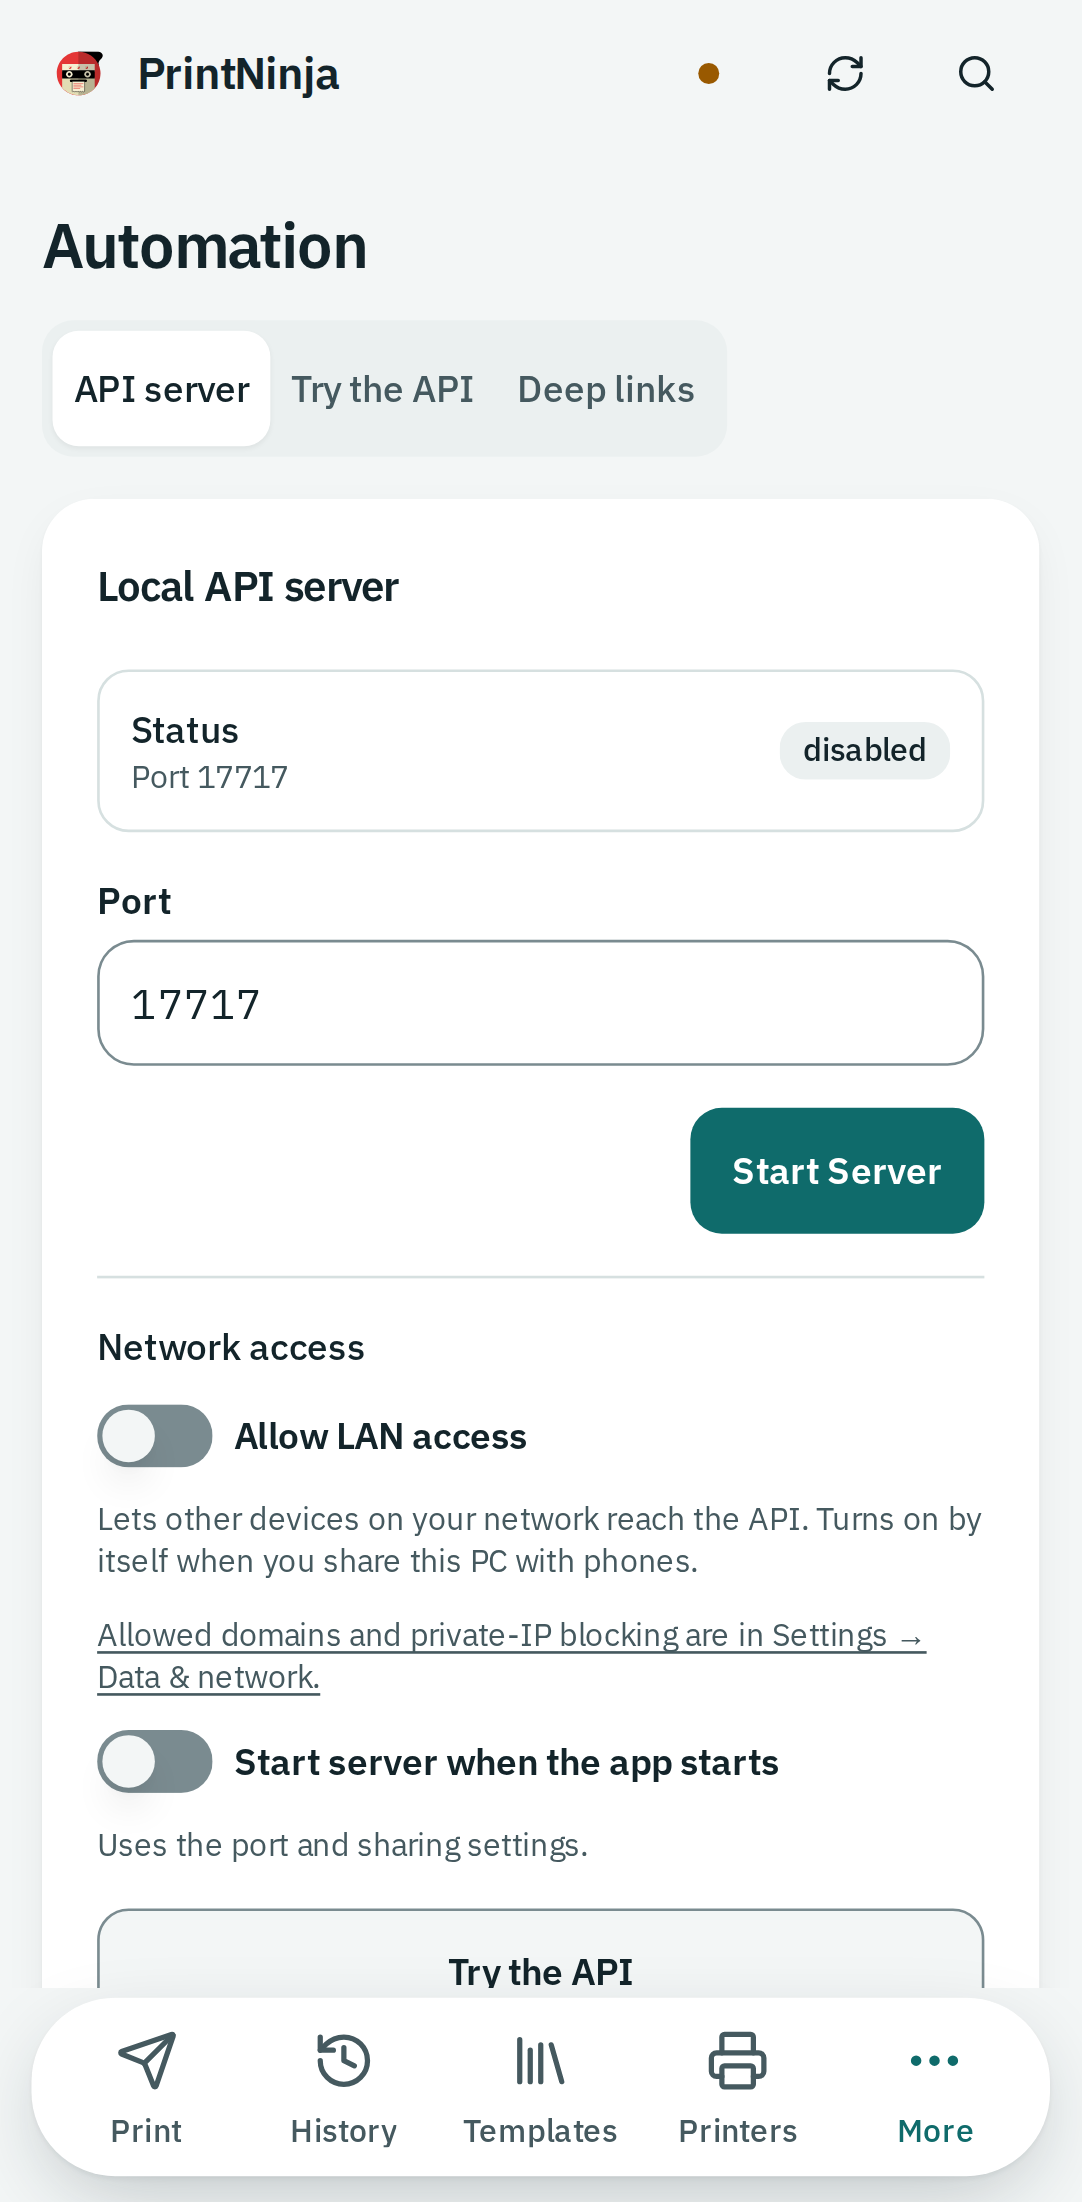 PrintNinja
Automation
API server
Try the API
Deep links
Local API server
Status
Port 17717
disabled
Port
17717
Start Server
Network access
Allow LAN access
Lets other devices on your network reach the API. Turns on by
itself when you share this PC with phones.
Allowed domains and private-IP blocking are in Settings →
Data & network.
Start server when the app starts
Uses the port and sharing settings.
Try the API
Print
History
Templates
Printers
More